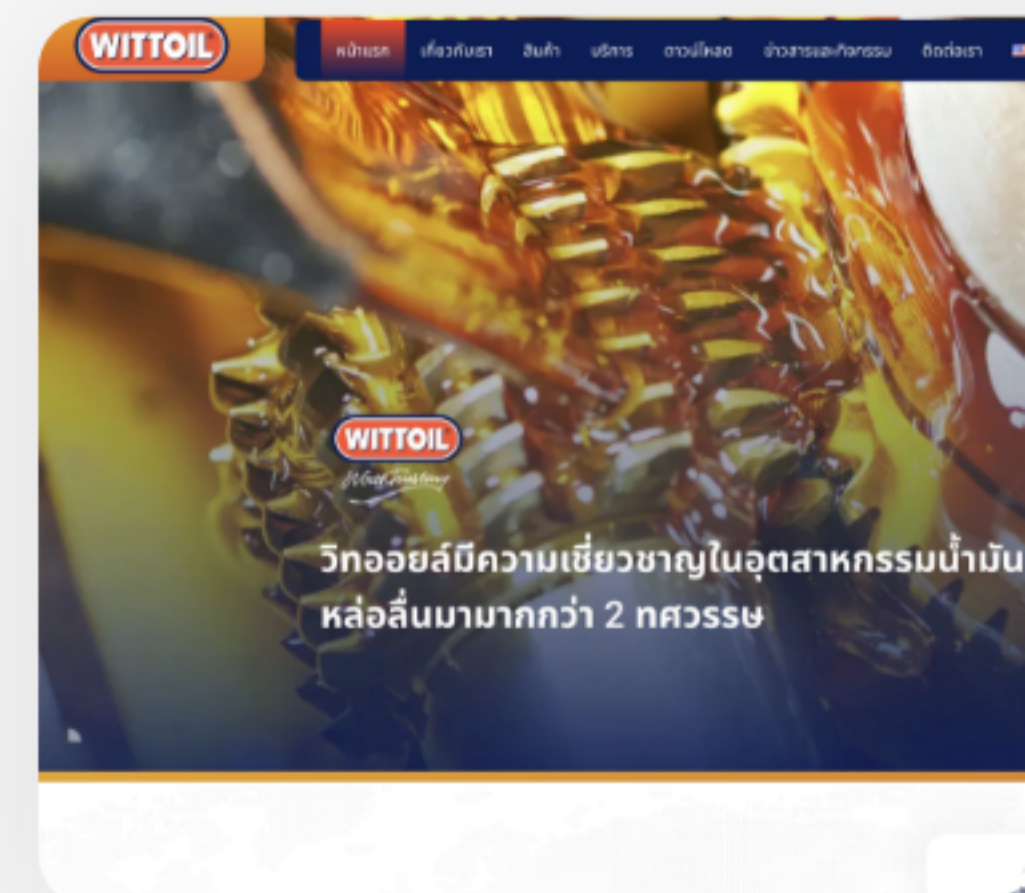 WITTOIL
หน้าแรก เกี่ยวกับเรา สินค้า บริการ ดาวน์โหลด ข่าวสารและกิจกรรม ติดต่อเรา
WITTOIL
Worth Trusting
วิทออยล์มีความเชี่ยวชาญในอุตสาหกรรมน้ำมัน
หล่อลื่นมามากกว่า 2 ทศวรรษ